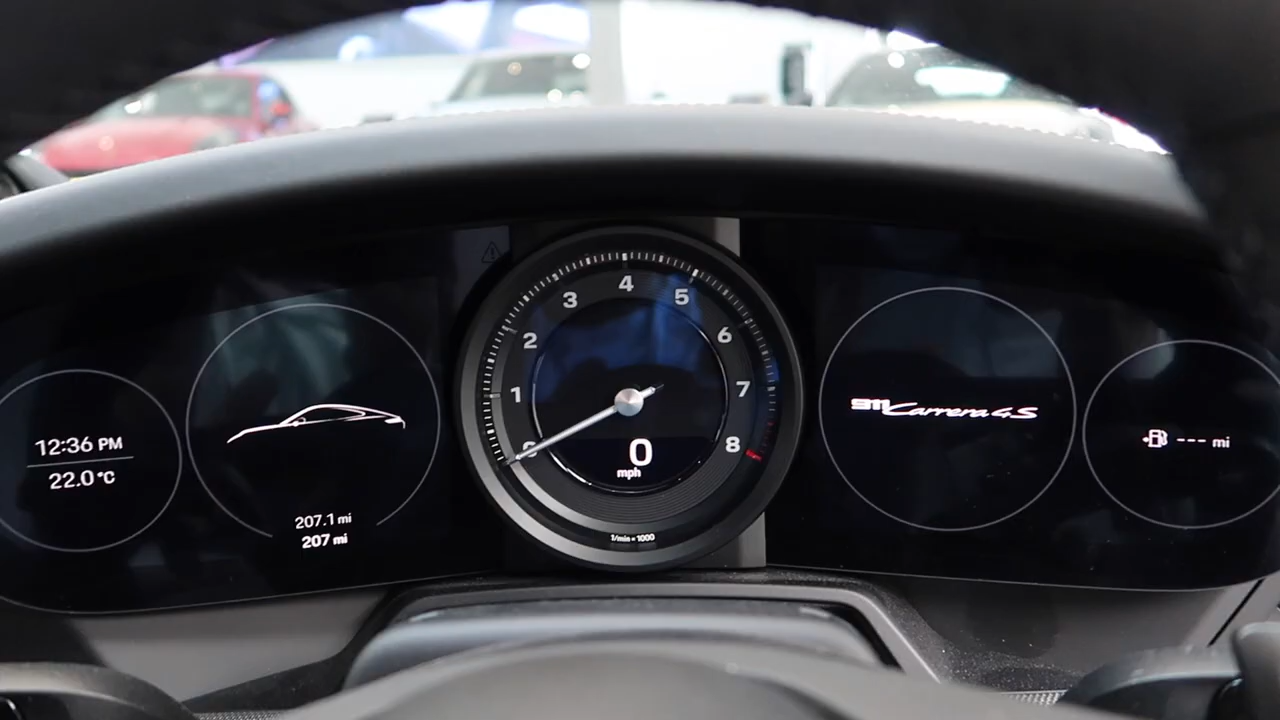 12:36 PM
22.0°C
207.1 mi
207 mi
0
1
2
3
4
5
6
7
8
0
mph
1/min = 1000
911 Carrera 4S
--- mi